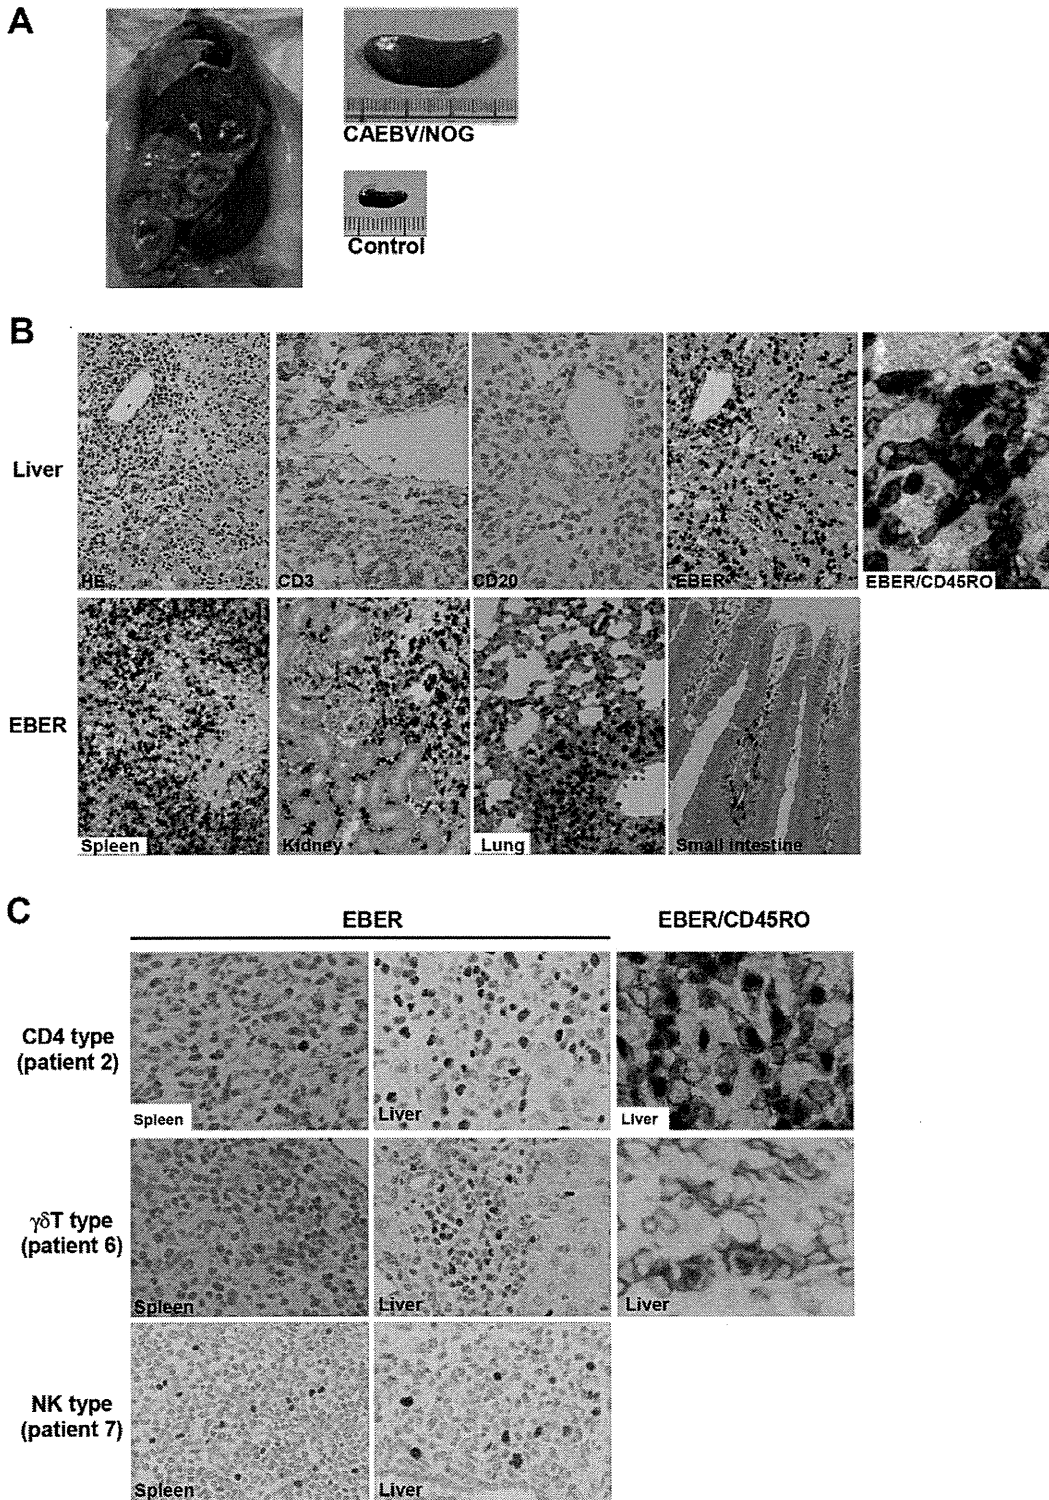 A
CAEBV/NOG
Control
B
Liver
HE
CD3
CD20
EBER
EBER/CD45RO
EBER
Spleen
Kidney
Lung
Small intestine
C
EBER
EBER/CD45RO
CD4 type
(patient 2)
Spleen
Liver
Liver
γδT type
(patient 6)
Spleen
Liver
Liver
NK type
(patient 7)
Spleen
Liver